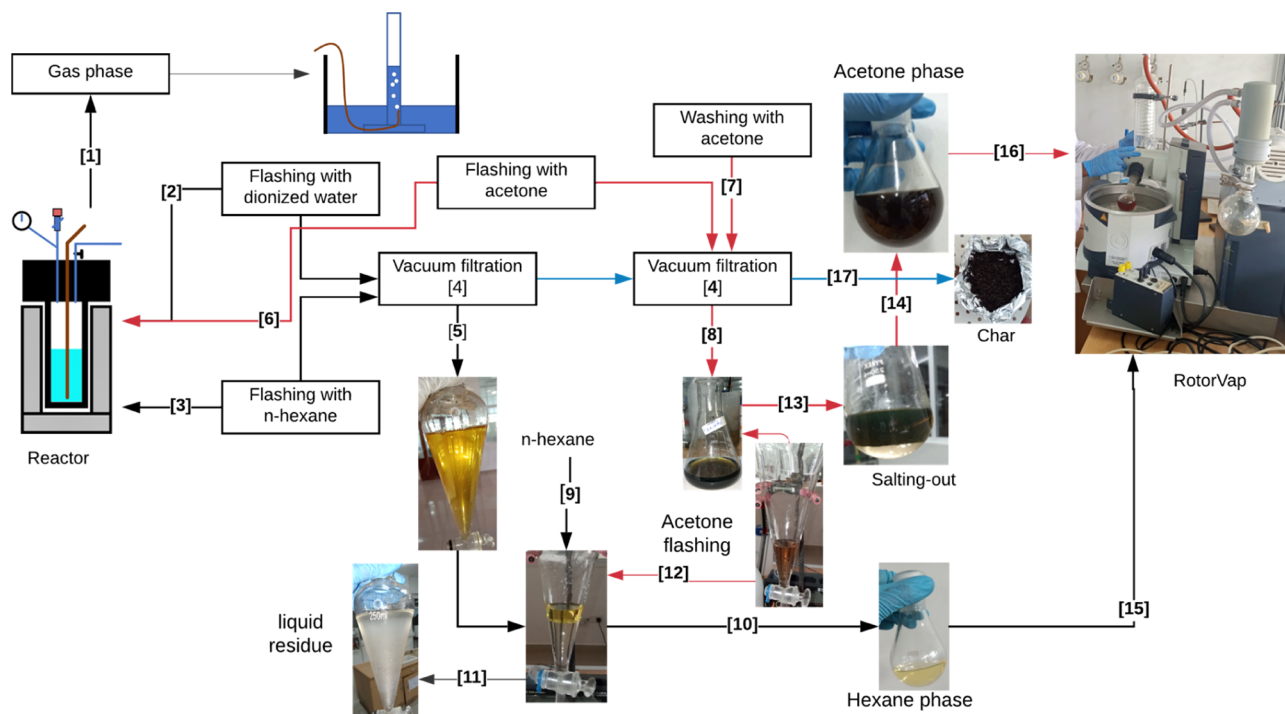 Gas phase
[1]
[2]
Flashing with
dionized water
Flashing with
acetone
Washing with
acetone
[7]
Acetone phase
[16]
Vacuum filtration
[4]
Vacuum filtration
[4]
[17]
[14]
Char
[6]
[5]
[8]
[3]
Flashing with
n-hexane
Reactor
RotorVap
n-hexane
[9]
[13]
Salting-out
Acetone
flashing
[12]
liquid
residue
250ml
[10]
[15]
[11]
Hexane phase